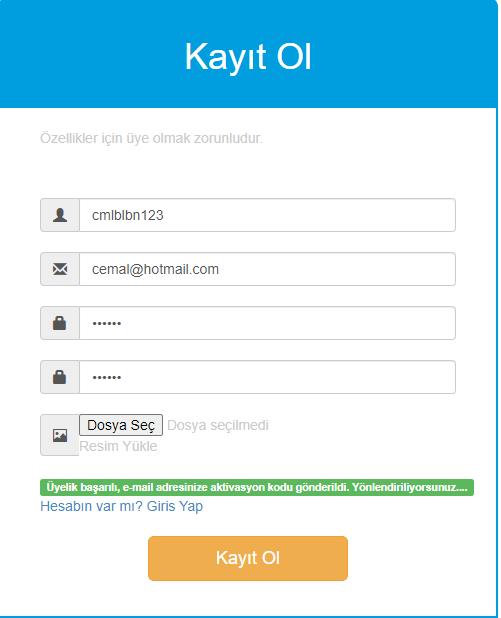 Kayıt Ol
Özellikler için üye olmak zorunludur.
cmlblbn123
cemal@hotmail.com
••••••
••••••
Dosya Seç Dosya seçilmedi
Resim Yükle
Üyelik başarılı, e-mail adresinize aktivasyon kodu gönderildi. Yönlendiriliyorsunuz....
Hesabın var mı? Giris Yap
Kayıt Ol